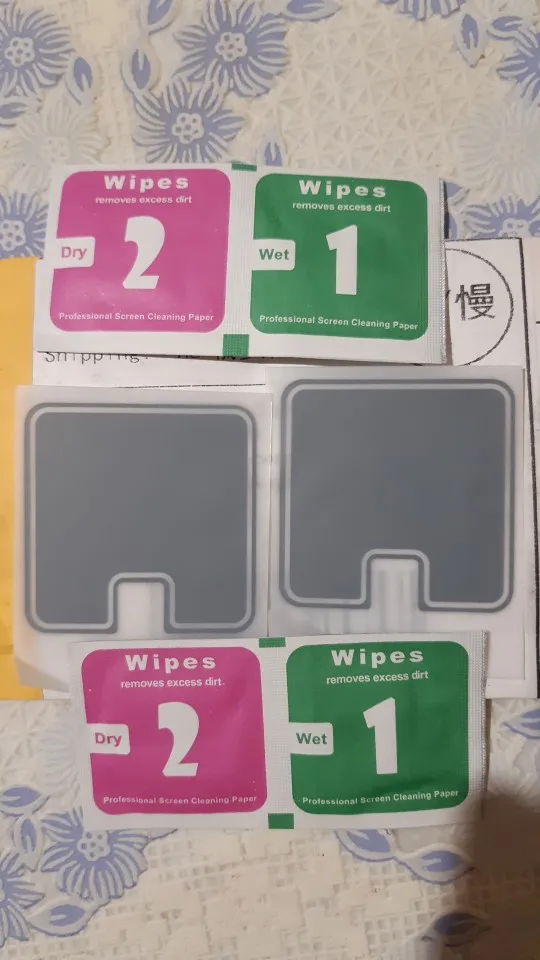 Wipes
removes excess dirt
Dry
2
Professional Screen Cleaning Paper
Wipes
removes excess dirt
Wet
1
Professional Screen Cleaning Paper
慢
Shipping:
Wipes
removes excess dirt
Dry
2
Professional Screen Cleaning Paper
Wipes
removes excess dirt
Wet
1
Professional Screen Cleaning Paper